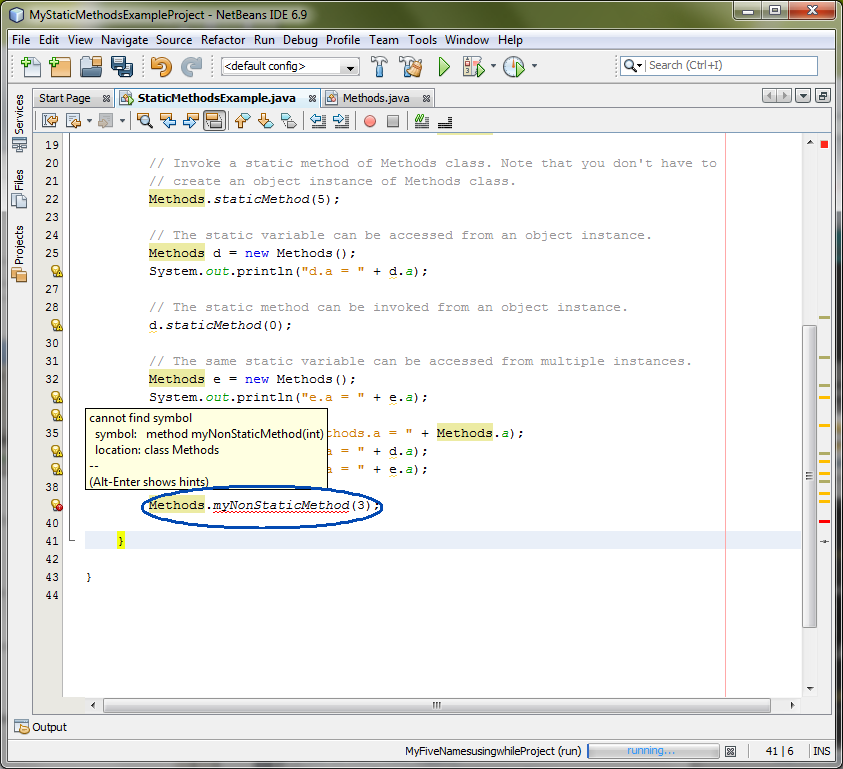 MyStaticMethodsExampleProject - NetBeans IDE 6.9
File Edit View Navigate Source Refactor Run Debug Profile Team Tools Window Help
<default config>
Search (Ctrl+I)
Services
Files
Projects
Start Page
StaticMethodsExample.java
Methods.java
19
20 // Invoke a static method of Methods class. Note that you don't have to
21 // create an object instance of Methods class.
22 Methods.staticMethod(5);
23
24 // The static variable can be accessed from an object instance.
25 Methods d = new Methods();
System.out.println("d.a = " + d.a);
27
28 // The static method can be invoked from an object instance.
d.staticMethod(0);
30
31 // The same static variable can be accessed from multiple instances.
32 Methods e = new Methods();
System.out.println("e.a = " + e.a);
cannot find symbol
symbol: method myNonStaticMethod(int)
location: class Methods
--
(Alt-Enter shows hints)
35 thods.a = " + Methods.a);
a = " + d.a);
a = " + e.a);
38
Methods.myNonStaticMethod(3);
40
41 }
42
43 }
44
Output
MyFiveNamesusingwhileProject (run) running... 41 | 6 INS